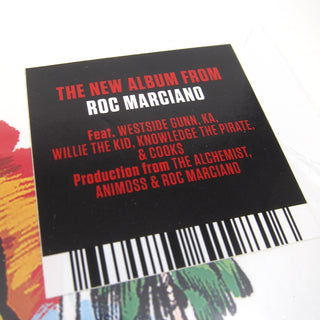 THE NEW ALBUM FROM
ROC MARCIANO
Feat. WESTSIDE GUNN, KA,
WILLIE THE KID, KNOWLEDGE THE PIRATE,
& COOKS
Production from THE ALCHEMIST,
ANIMOSS & ROC MARCIANO